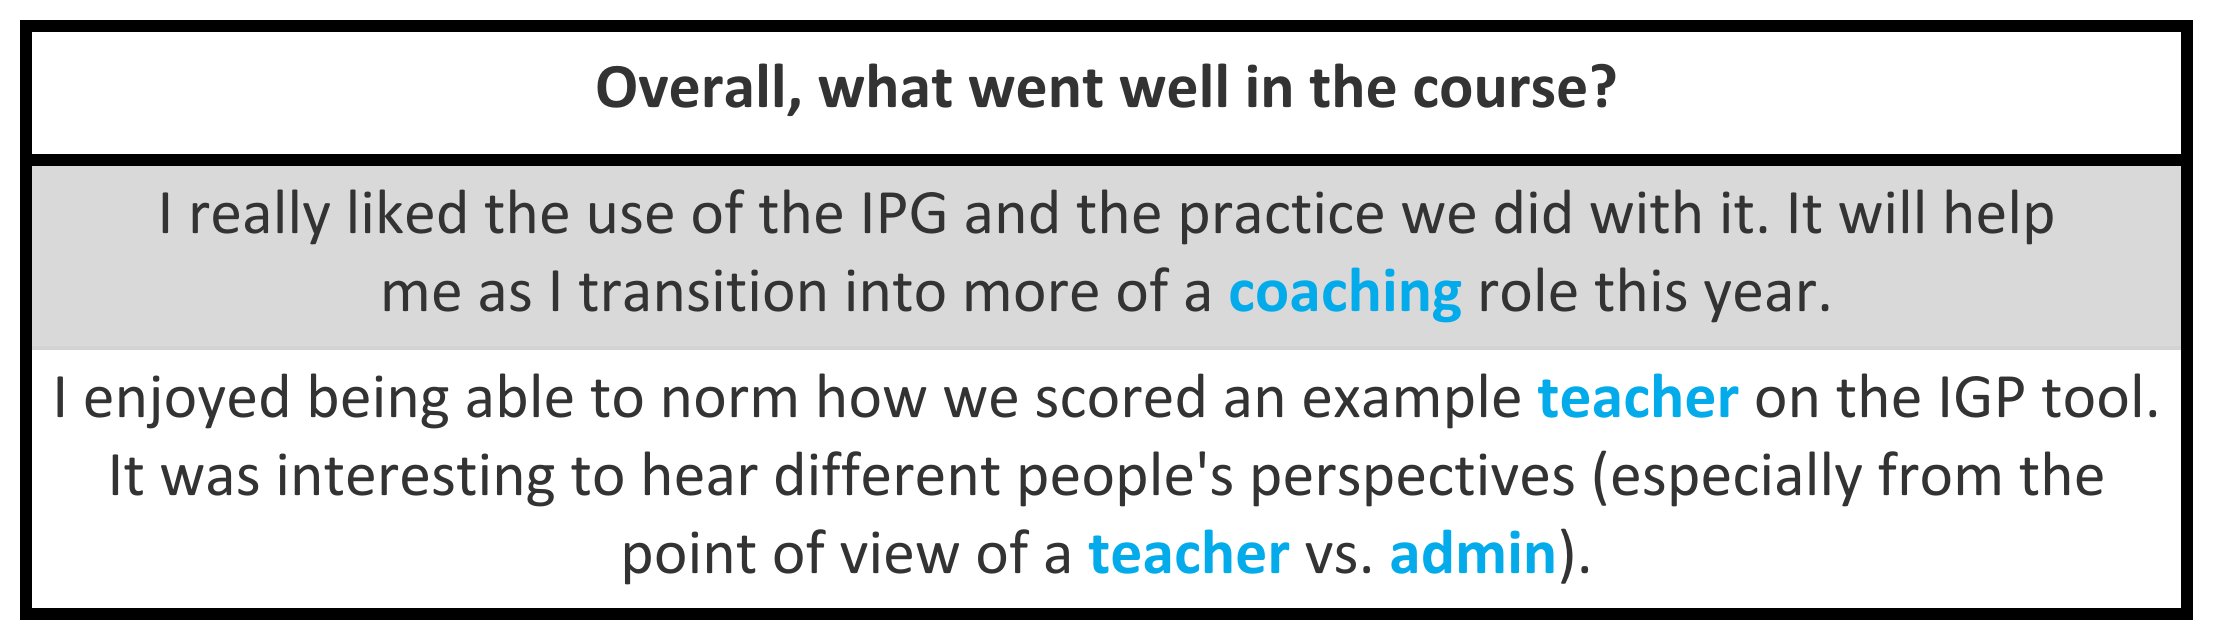 Overall, what went well in the course?
I really liked the use of the IPG and the practice we did with it. It will help
me as I transition into more of a coaching role this year.
I enjoyed being able to norm how we scored an example teacher on the IGP tool.
It was interesting to hear different people's perspectives (especially from the
point of view of a teacher vs. admin).